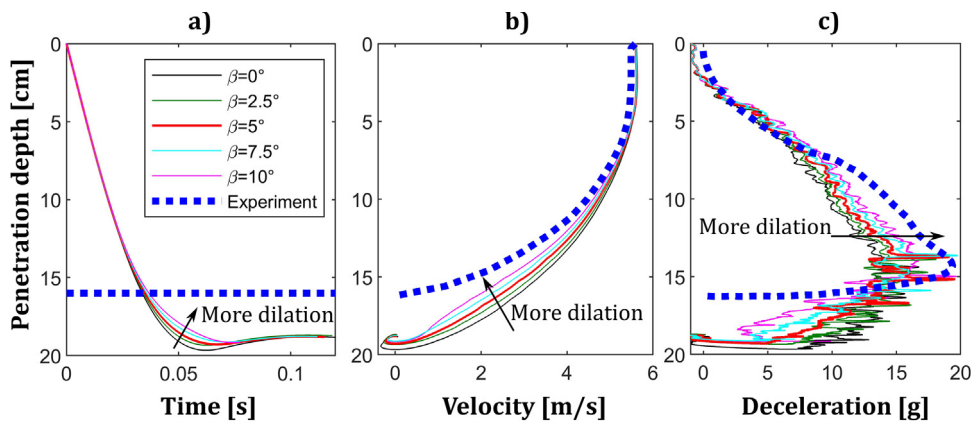 a)
b)
c)
Penetration depth [cm]
0
5
10
15
20
β=0°
β=2.5°
β=5°
β=7.5°
β=10°
Experiment
More dilation
0
0.05
0.1
Time [s]
0
5
10
15
20
More dilation
0
2
4
6
Velocity [m/s]
0
5
10
15
20
More dilation
0
5
10
15
20
Deceleration [g]